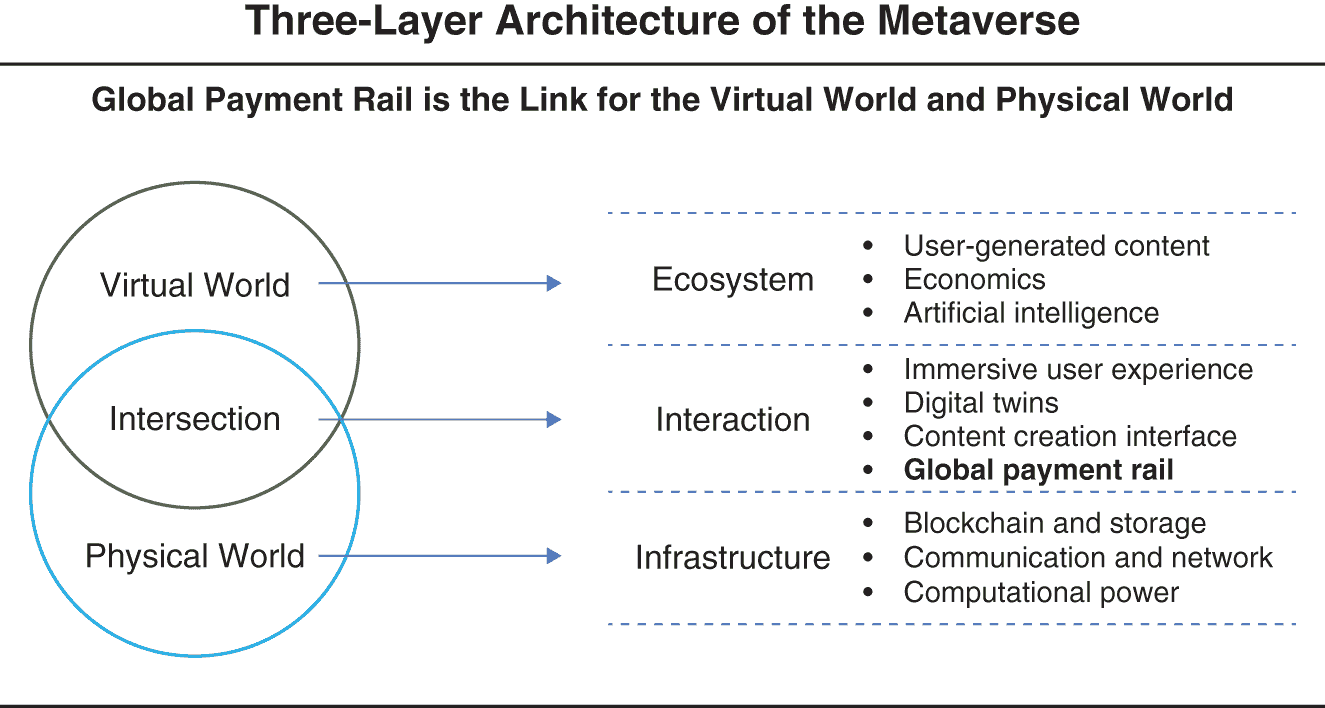 Three-Layer Architecture of the Metaverse
Global Payment Rail is the Link for the Virtual World and Physical World
Virtual World
Ecosystem
• User-generated content
• Economics
• Artificial intelligence
Intersection
Interaction
• Immersive user experience
• Digital twins
• Content creation interface
• Global payment rail
Physical World
Infrastructure
• Blockchain and storage
• Communication and network
• Computational power